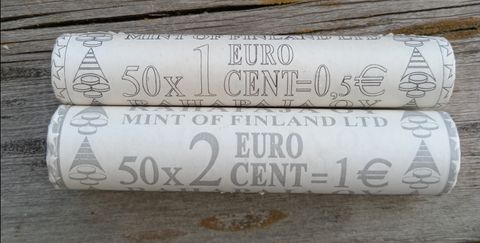 MINT OF FINLAND LTD
50x 1 EURO CENT=0,5€
RAHAPAJA OY
MINT OF FINLAND LTD
50x 2 EURO CENT=1€